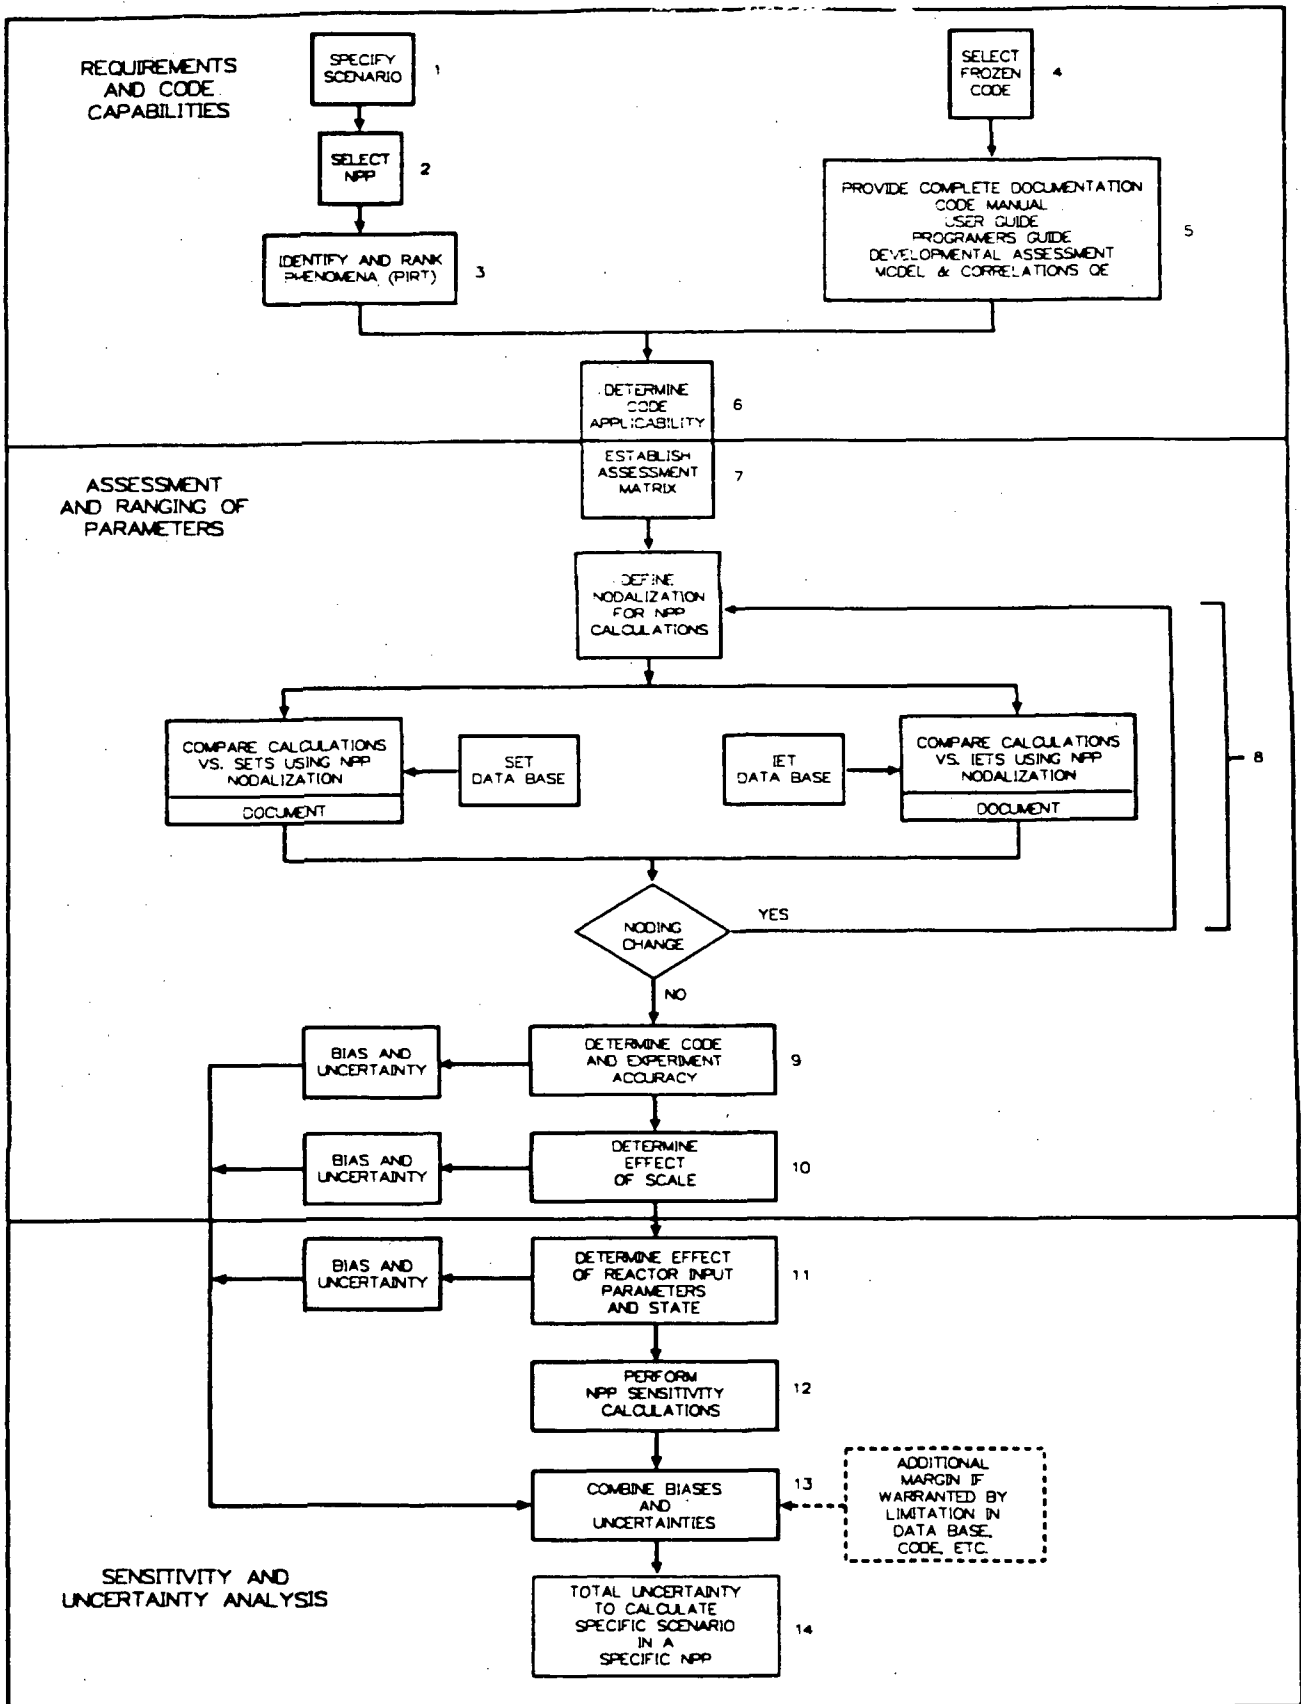 REQUIREMENTS
AND CODE
CAPABILITIES
SPECIFY
SCENARIO
1
SELECT
NPP
2
IDENTIFY AND RANK
PHENOMENA (PIRT)
3
SELECT
FROZEN
CODE
4
PROVIDE COMPLETE DOCUMENTATION
CODE MANUAL
USER GUIDE
PROGRAMERS GUIDE
DEVELOPMENTAL ASSESSMENT
MODEL & CORRELATIONS QE
5
DETERMINE
CODE
APPLICABILITY
6
ASSESSMENT
AND RANGING OF
PARAMETERS
ESTABLISH
ASSESSMENT
MATRIX
7
DEFINE
NODALIZATION
FOR NPP
CALCULATIONS
COMPARE CALCULATIONS
VS. SETS USING NPP
NODALIZATION
DOCUMENT
SET
DATA BASE
IET
DATA BASE
COMPARE CALCULATIONS
VS. IETS USING NPP
NODALIZATION
DOCUMENT
8
NODING
CHANGE
YES
NO
BIAS AND
UNCERTAINTY
DETERMINE CODE
AND EXPERIMENT
ACCURACY
9
BIAS AND
UNCERTAINTY
DETERMINE
EFFECT
OF SCALE
10
BIAS AND
UNCERTAINTY
DETERMINE EFFECT
OF REACTOR INPUT
PARAMETERS
AND STATE
11
PERFORM
NPP SENSITIVITY
CALCULATIONS
12
COMBINE BIASES
AND
UNCERTAINTIES
13
ADDITIONAL
MARGIN IF
WARRANTED BY
LIMITATION IN
DATA BASE,
CODE, ETC.
SENSITIVITY AND
UNCERTAINTY ANALYSIS
TOTAL UNCERTAINTY
TO CALCULATE
SPECIFIC SCENARIO
IN A
SPECIFIC NPP
14